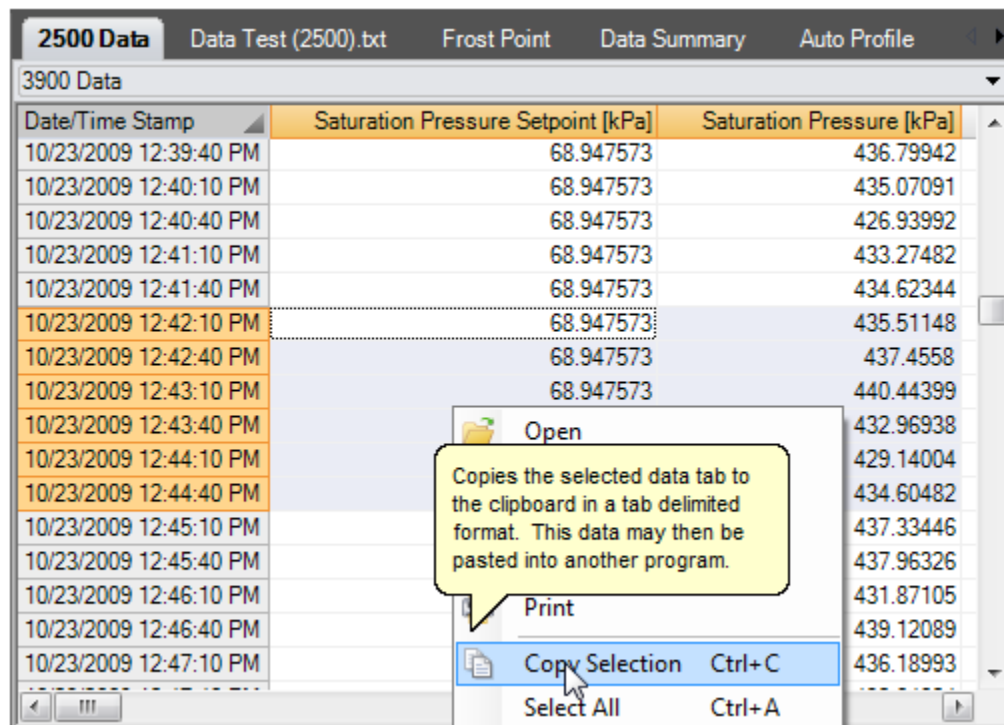 2500 Data Data Test (2500).txt Frost Point Data Summary Auto Profile
3900 Data
Date/Time Stamp Saturation Pressure Setpoint [kPa] Saturation Pressure [kPa]
10/23/2009 12:39:40 PM 68.947573 436.79942
10/23/2009 12:40:10 PM 68.947573 435.07091
10/23/2009 12:40:40 PM 68.947573 426.93992
10/23/2009 12:41:10 PM 68.947573 433.27482
10/23/2009 12:41:40 PM 68.947573 434.62344
10/23/2009 12:42:10 PM 68.947573 435.51148
10/23/2009 12:42:40 PM 68.947573 437.4558
10/23/2009 12:43:10 PM 68.947573 440.44399
10/23/2009 12:43:40 PM 432.96938
10/23/2009 12:44:10 PM 429.14004
10/23/2009 12:44:40 PM 434.60482
10/23/2009 12:45:10 PM 437.33446
10/23/2009 12:45:40 PM 437.96326
10/23/2009 12:46:10 PM 431.87105
10/23/2009 12:46:40 PM 439.12089
10/23/2009 12:47:10 PM 436.18993
Open
Copies the selected data tab to
the clipboard in a tab delimited
format. This data may then be
pasted into another program.
Print
Copy Selection Ctrl+C
Select All Ctrl+A